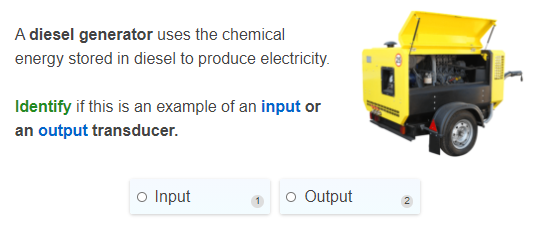 A diesel generator uses the chemical
energy stored in diesel to produce electricity.
Identify if this is an example of an input or
an output transducer.
Input 1
Output 2